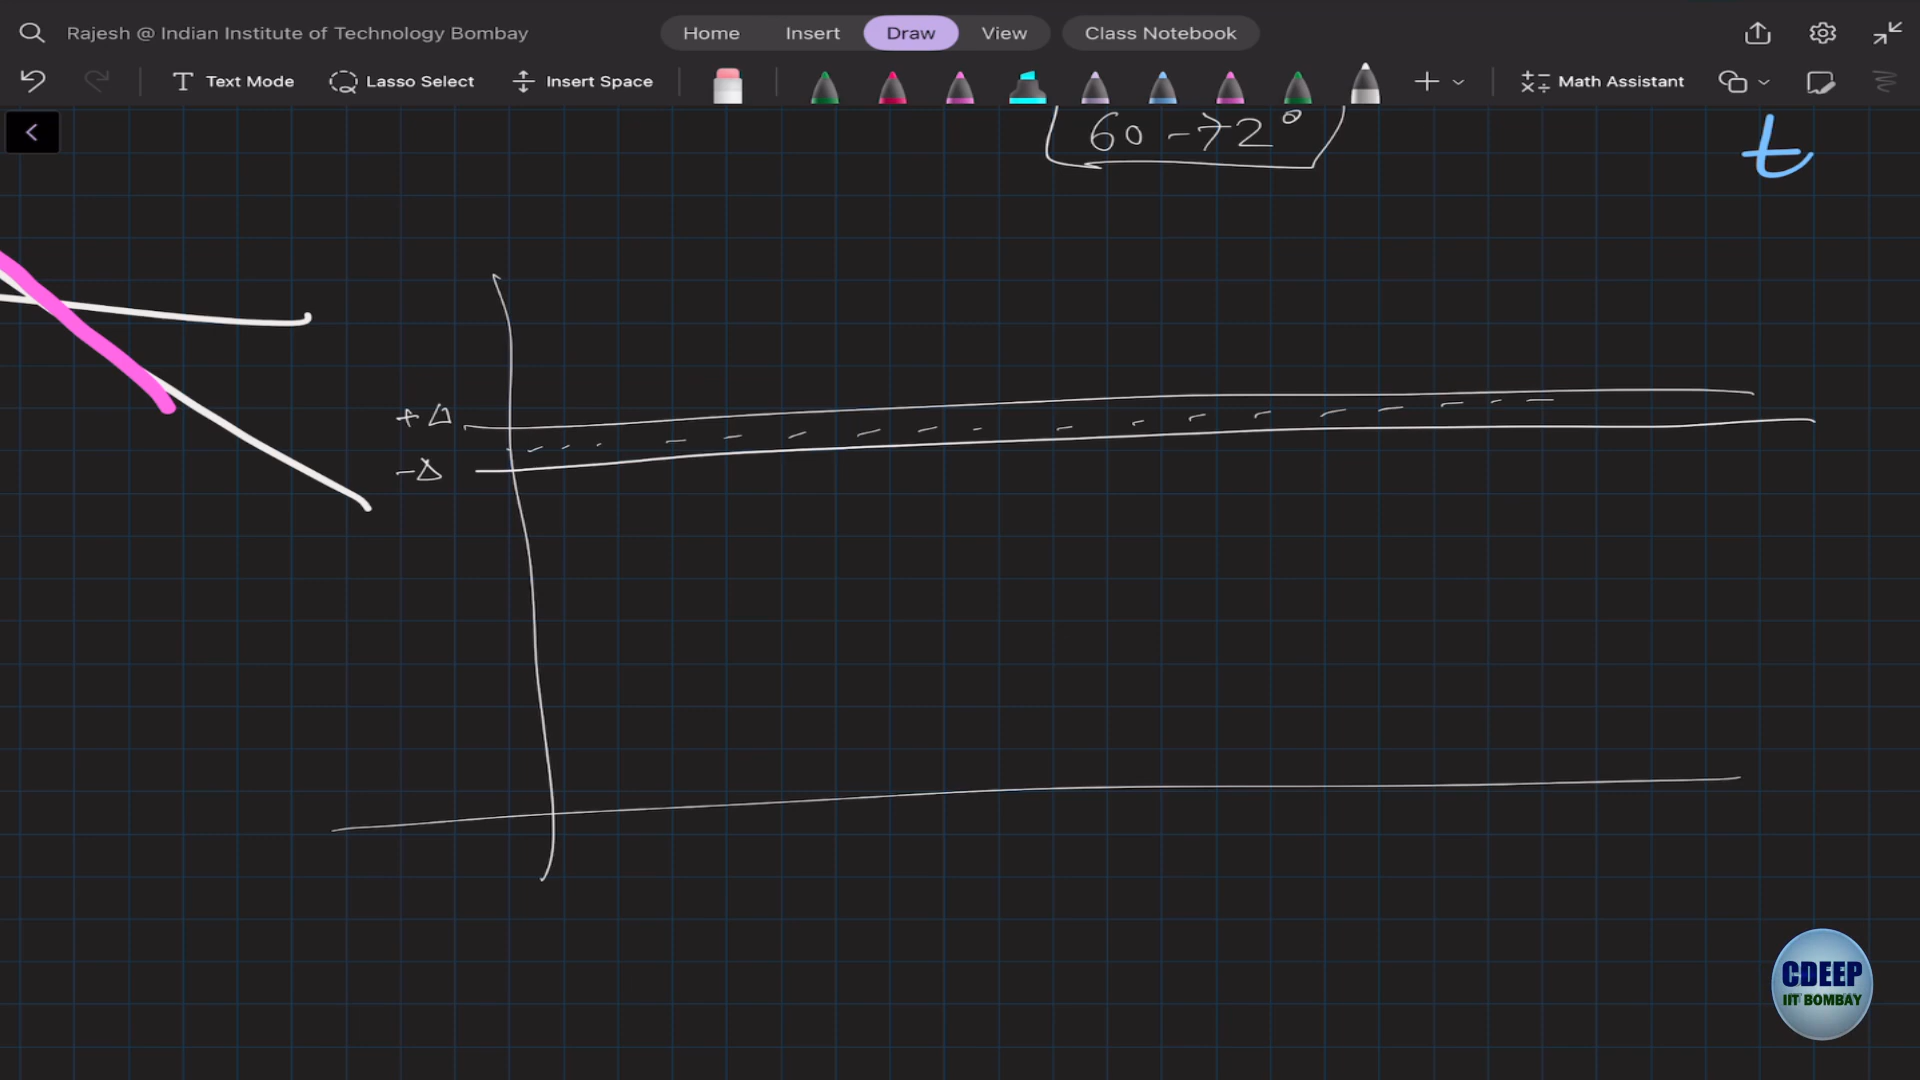 Rajesh @ Indian Institute of Technology Bombay
Home Insert Draw View Class Notebook
Text Mode Lasso Select Insert Space Math Assistant
60 - 72°
t
+ Δ
- Δ
CDEEP
IIT BOMBAY